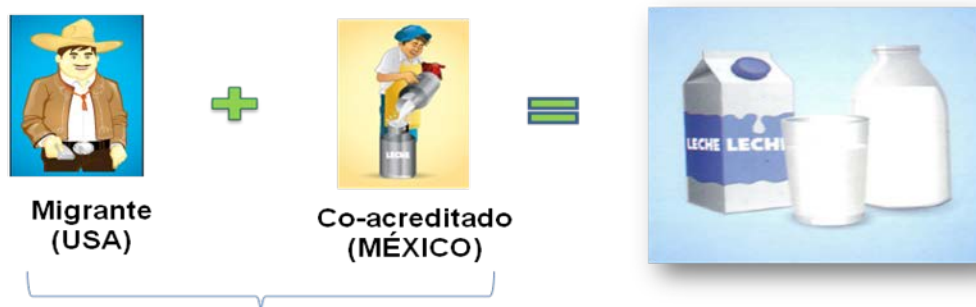 LECHE
LECHE LECHE
Migrante
(USA)
Co-acreditado
(MÉXICO)